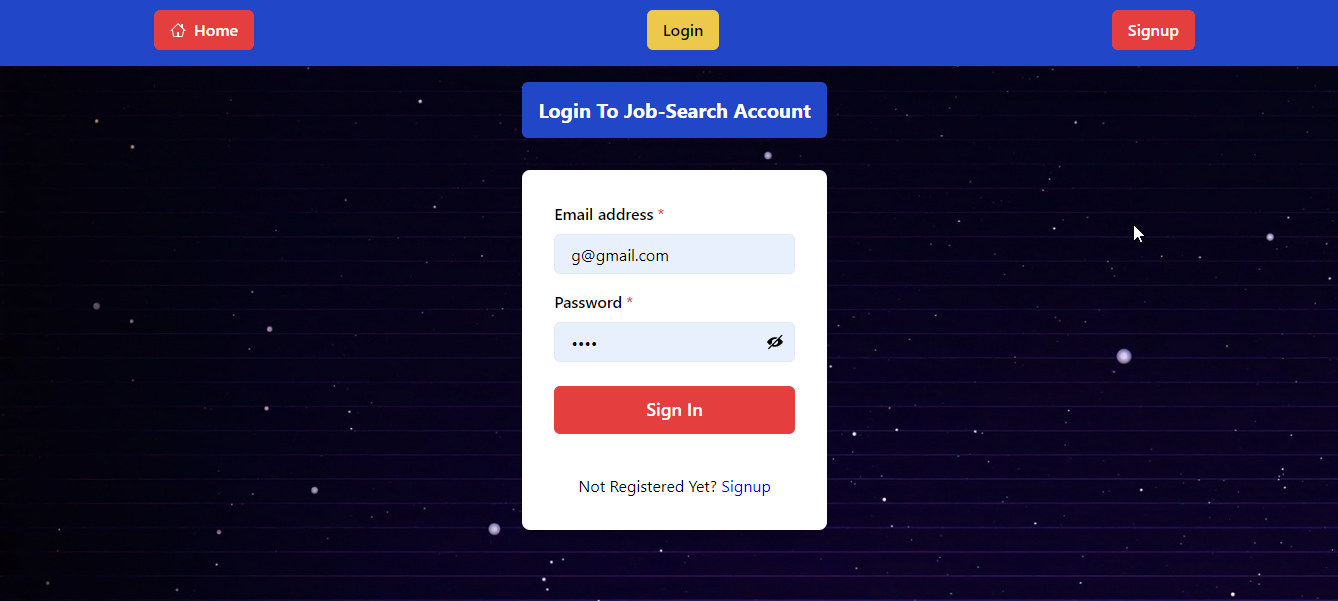 Home
Login
Signup
Login To Job-Search Account
Email address *
g@gmail.com
Password *
••••
Sign In
Not Registered Yet? Signup